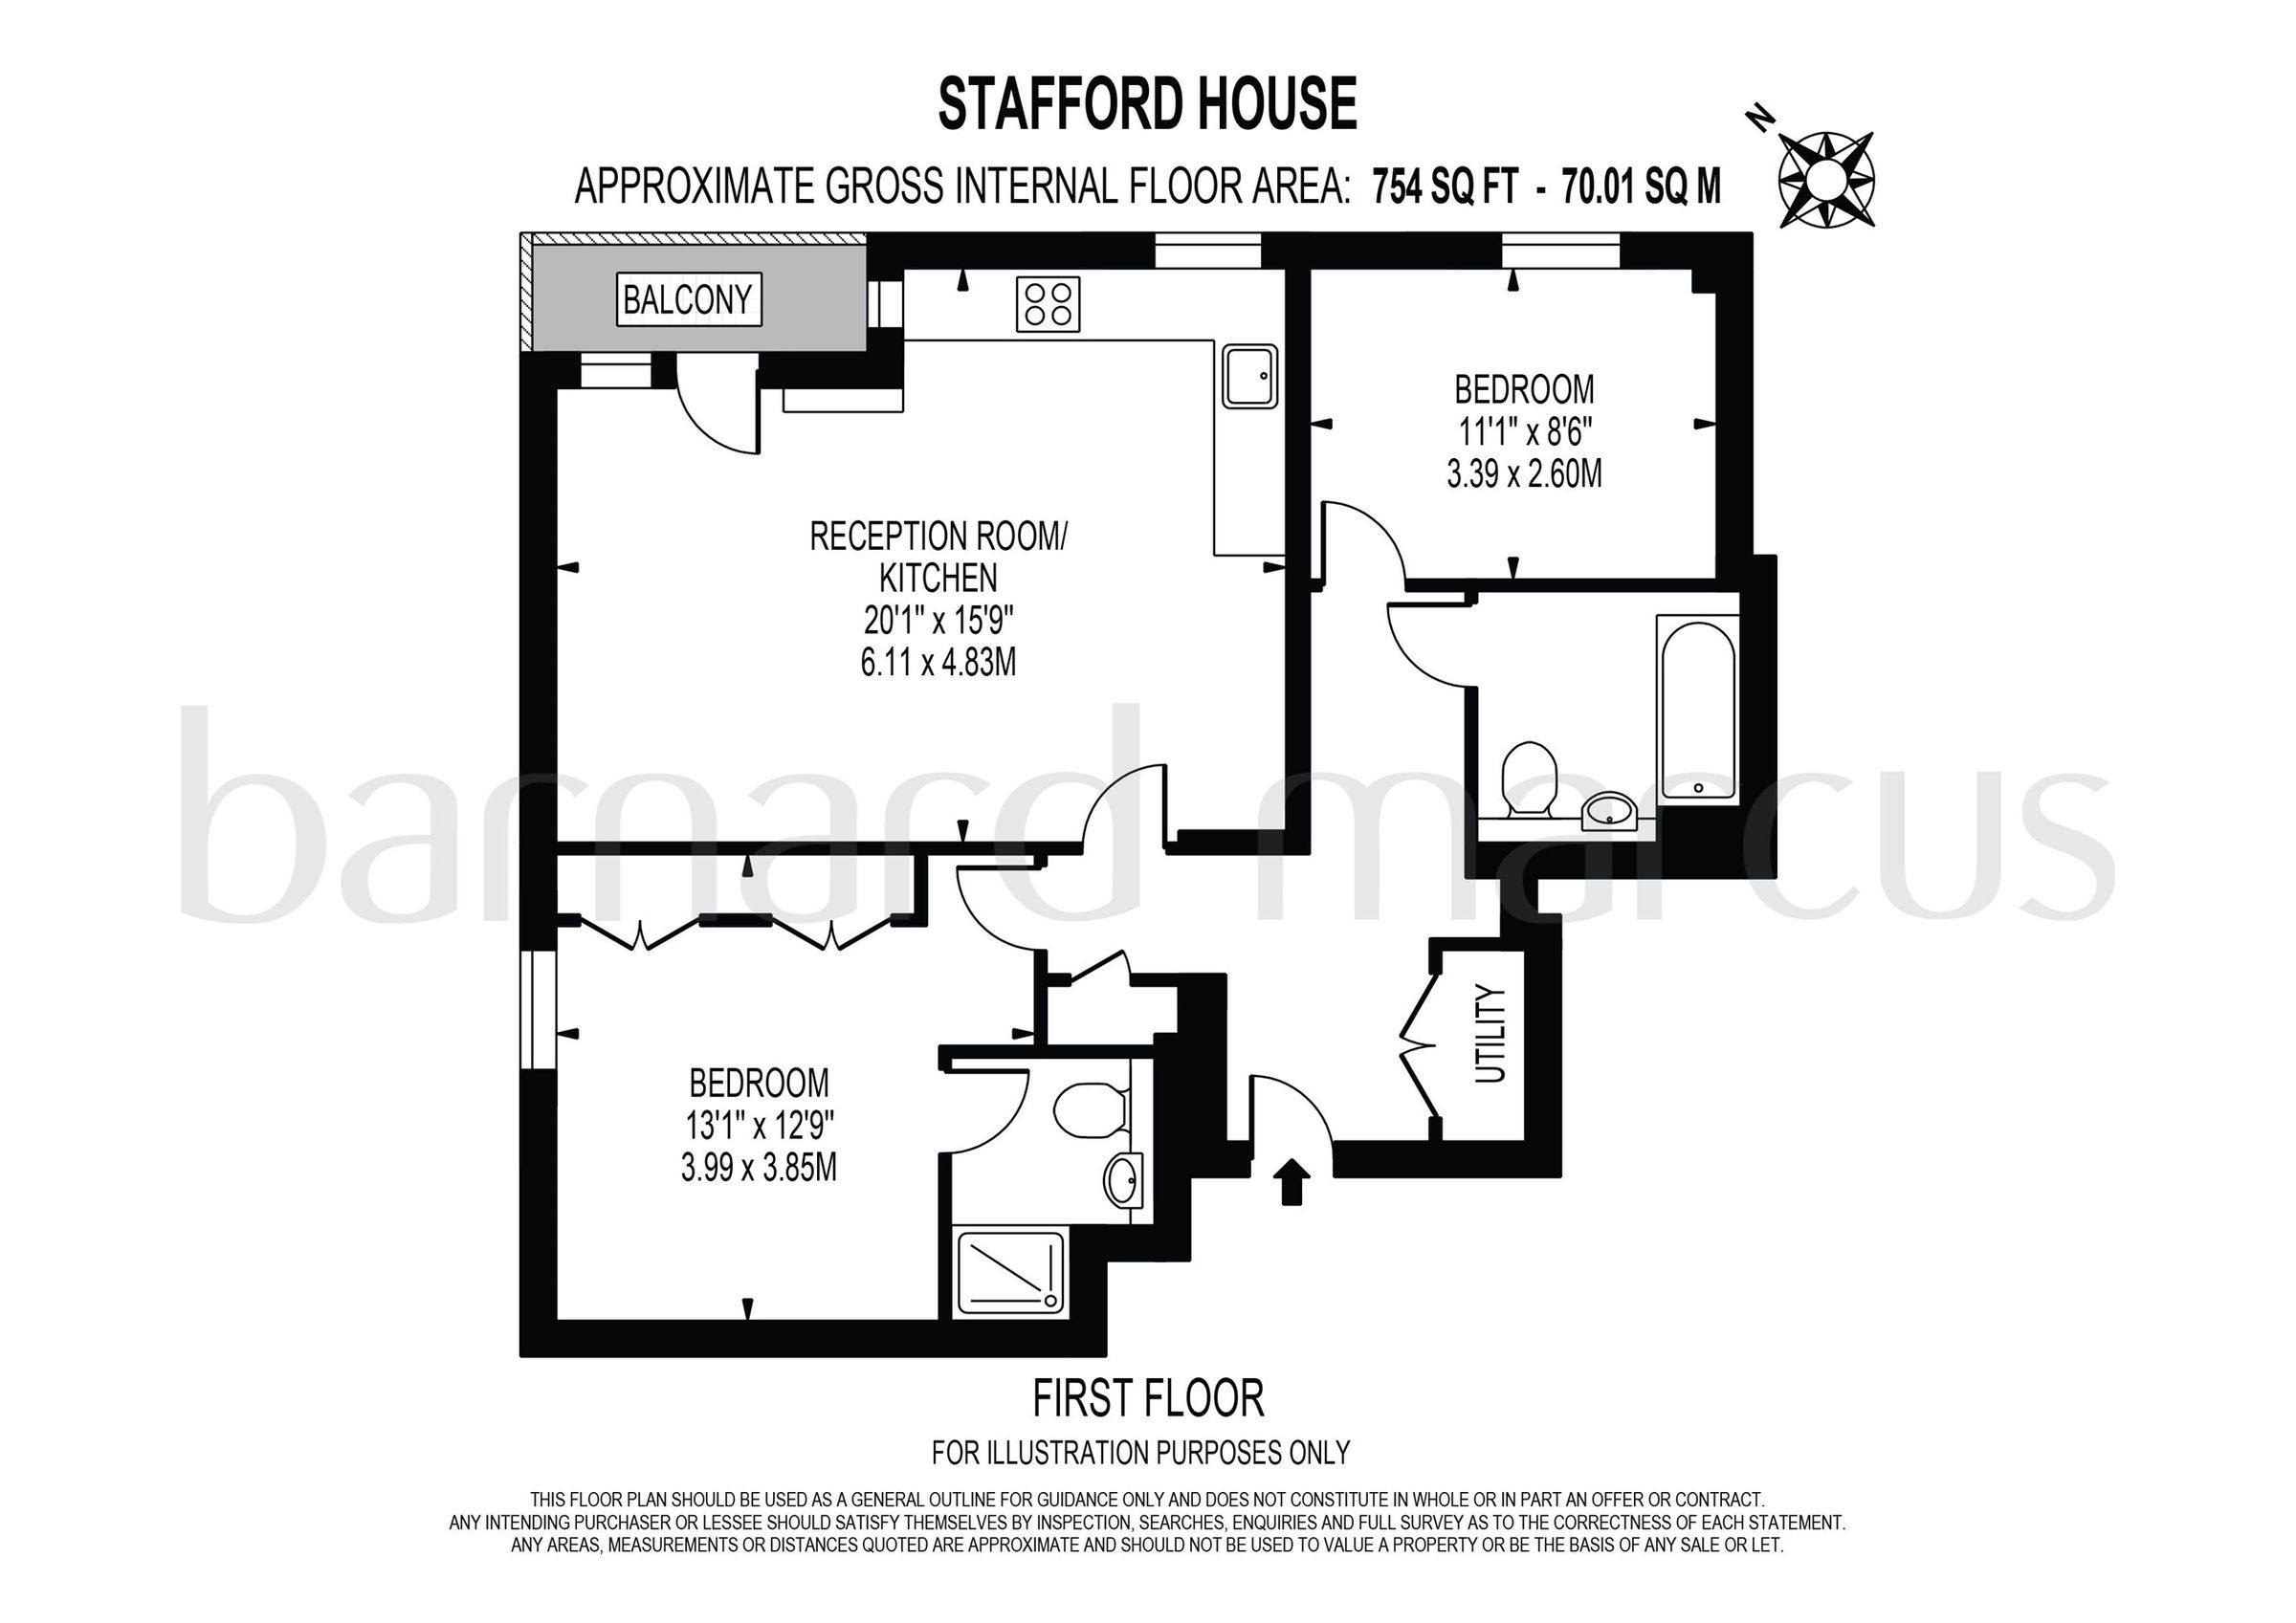 STAFFORD HOUSE
N
APPROXIMATE GROSS INTERNAL FLOOR AREA: 754 SQ FT - 70.01 SQ M
BALCONY
BEDROOM
11'1" x 8'6"
3.39 x 2.60M
RECEPTION ROOM/
KITCHEN
20'1" x 15'9"
6.11 x 4.83M
barnard marcus
UTILITY
BEDROOM
13'1" x 12'9"
3.99 x 3.85M
FIRST FLOOR
FOR ILLUSTRATION PURPOSES ONLY
THIS FLOOR PLAN SHOULD BE USED AS A GENERAL OUTLINE FOR GUIDANCE ONLY AND DOES NOT CONSTITUTE IN WHOLE OR IN PART AN OFFER OR CONTRACT.
ANY INTENDING PURCHASER OR LESSEE SHOULD SATISFY THEMSELVES BY INSPECTION, SEARCHES, ENQUIRIES AND FULL SURVEY AS TO THE CORRECTNESS OF EACH STATEMENT.
ANY AREAS, MEASUREMENTS OR DISTANCES QUOTED ARE APPROXIMATE AND SHOULD NOT BE USED TO VALUE A PROPERTY OR BE THE BASIS OF ANY SALE OR LET.